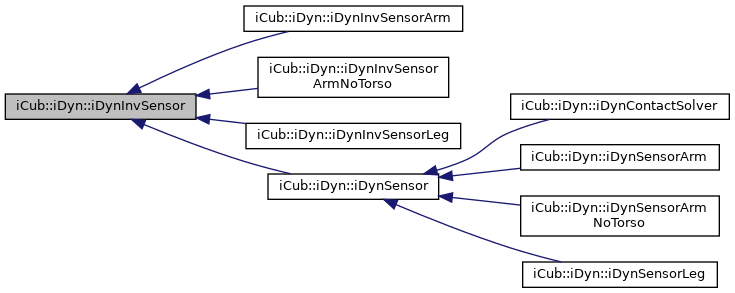 iCub::iDyn::iDynInvSensor
iCub::iDyn::iDynInvSensorArm
iCub::iDyn::iDynInvSensor
ArmNoTorso
iCub::iDyn::iDynInvSensorLeg
iCub::iDyn::iDynSensor
iCub::iDyn::iDynContactSolver
iCub::iDyn::iDynSensorArm
iCub::iDyn::iDynSensorArm
NoTorso
iCub::iDyn::iDynSensorLeg